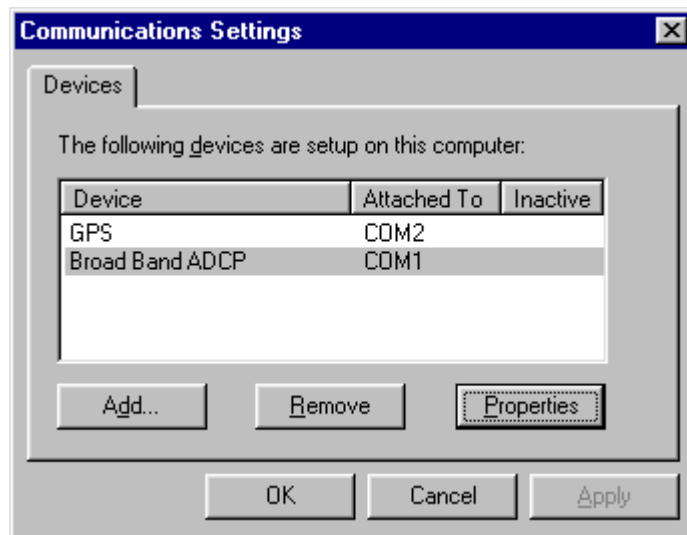 Communications Settings
Devices
The following devices are setup on this computer:
Device Attached To Inactive
GPS COM2
Broad Band ADCP COM1
Add... Remove Properties
OK Cancel Apply